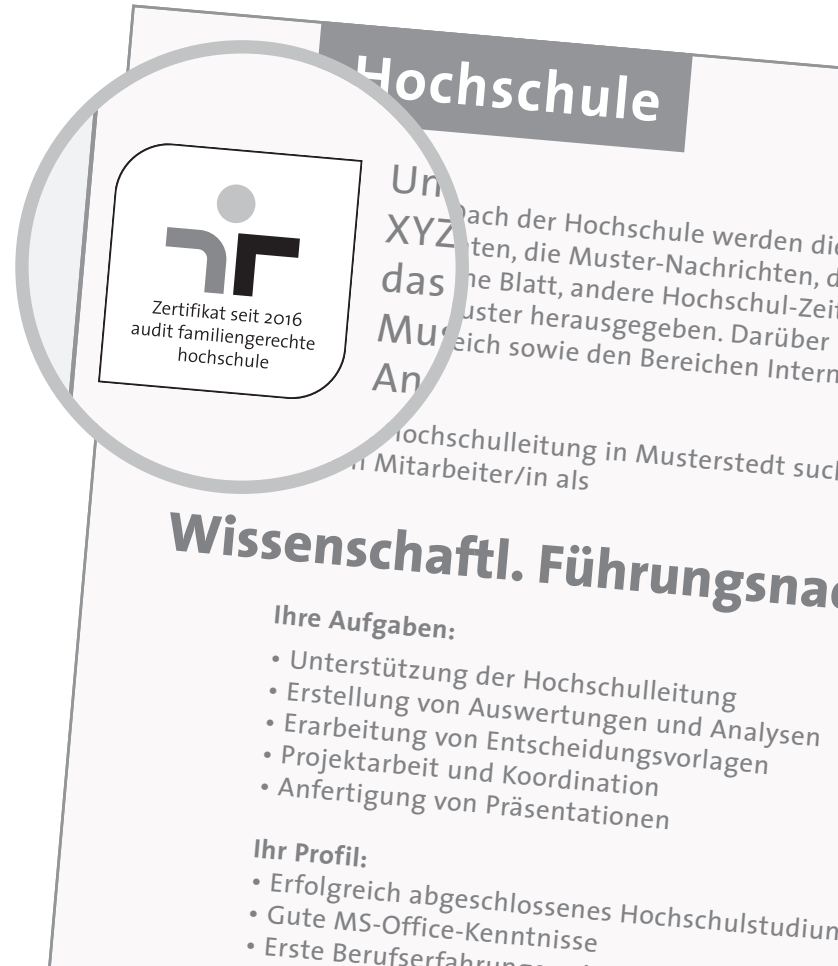 Hochschule
Zertifikat seit 2016
audit familiengerechte
hochschule
Un
XYZ
das
Mus
An
Dach der Hochschule werden die
ten, die Muster-Nachrichten, d
ne Blatt, andere Hochschul-Zeit
uster herausgegeben. Darüber
eich sowie den Bereichen Intern
Hochschulleitung in Musterstedt such
n Mitarbeiter/in als
Wissenschaftl. Führungsnac
Ihre Aufgaben:
• Unterstützung der Hochschulleitung
• Erstellung von Auswertungen und Analysen
• Erarbeitung von Entscheidungsvorlagen
• Projektarbeit und Koordination
• Anfertigung von Präsentationen
Ihr Profil:
• Erfolgreich abgeschlossenes Hochschulstudium
• Gute MS-Office-Kenntnisse
• Erste Berufserfahrung